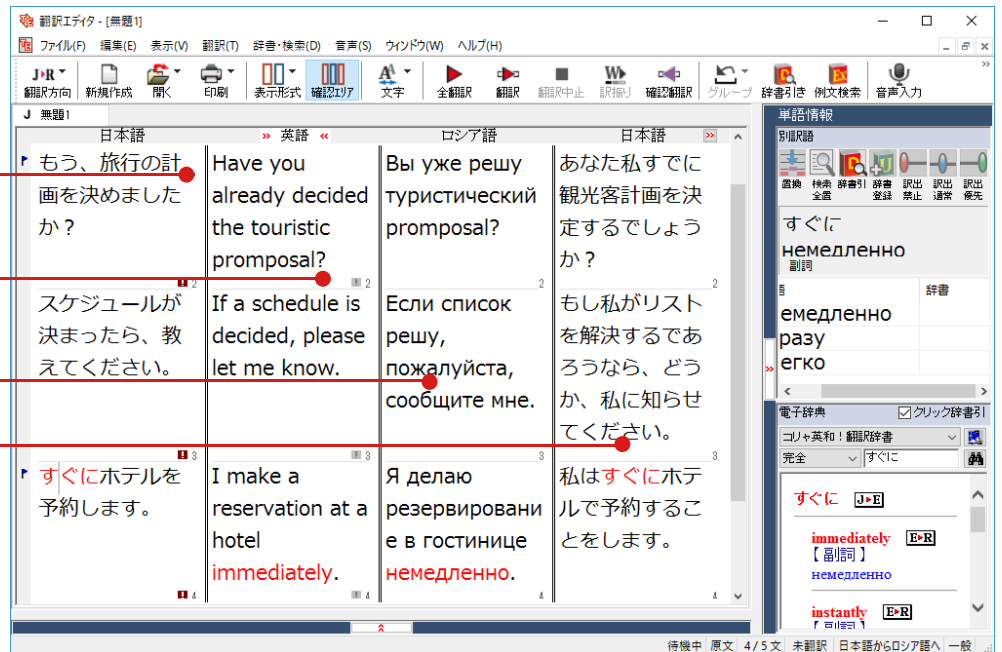 翻訳エディタ - [無題1]
ファイル(F) 編集(E) 表示(V) 翻訳(T) 辞書・検索(D) 音声(S) ウィンドウ(W) ヘルプ(H)
J▶R
翻訳方向 新規作成 開く 印刷 表示形式 確認エリア 文字 全翻訳 翻訳 翻訳中止 訳振り 確認翻訳 グループ 辞書引き 例文検索 音声入力
J 無題1
日本語 » 英語 « ロシア語 日本語 »
もう、旅行の計
画を決めました
か？
Have you
already decided
the touristic
promposal?
Вы уже решу
туристический
promposal?
あなた私すでに
観光客計画を決
定するでしょう
か？
2 2 2 2
スケジュールが
決まったら、教
えてください。
If a schedule is
decided, please
let me know.
Если список
решу,
пожалуйста,
сообщите мне.
もし私がリスト
を解決するであ
ろうなら、どう
か、私に知らせ
てください。
3 3 3 3
すぐにホテルを
予約します。
I make a
reservation at a
hotel
immediately.
Я делаю
резервировани
е в гостинице
немедленно.
私はすぐにホテ
ルで予約するこ
とをします。
4 4 4 4
単語情報
別訳語
置換 検索全置 辞書引 辞書登録 訳出禁止 訳出通常 訳出優先
すぐに
немедленно
副詞
辞書
емедленно
разу
егко
電子辞典 クリック辞書引
コリャ英和！翻訳辞書
完全 すぐに
すぐに J▶E
immediately E▶R
【副詞】
немедленно
instantly E▶R
【副詞】
待機中 原文 4/5文 未翻訳 日本語からロシア語へ 一般